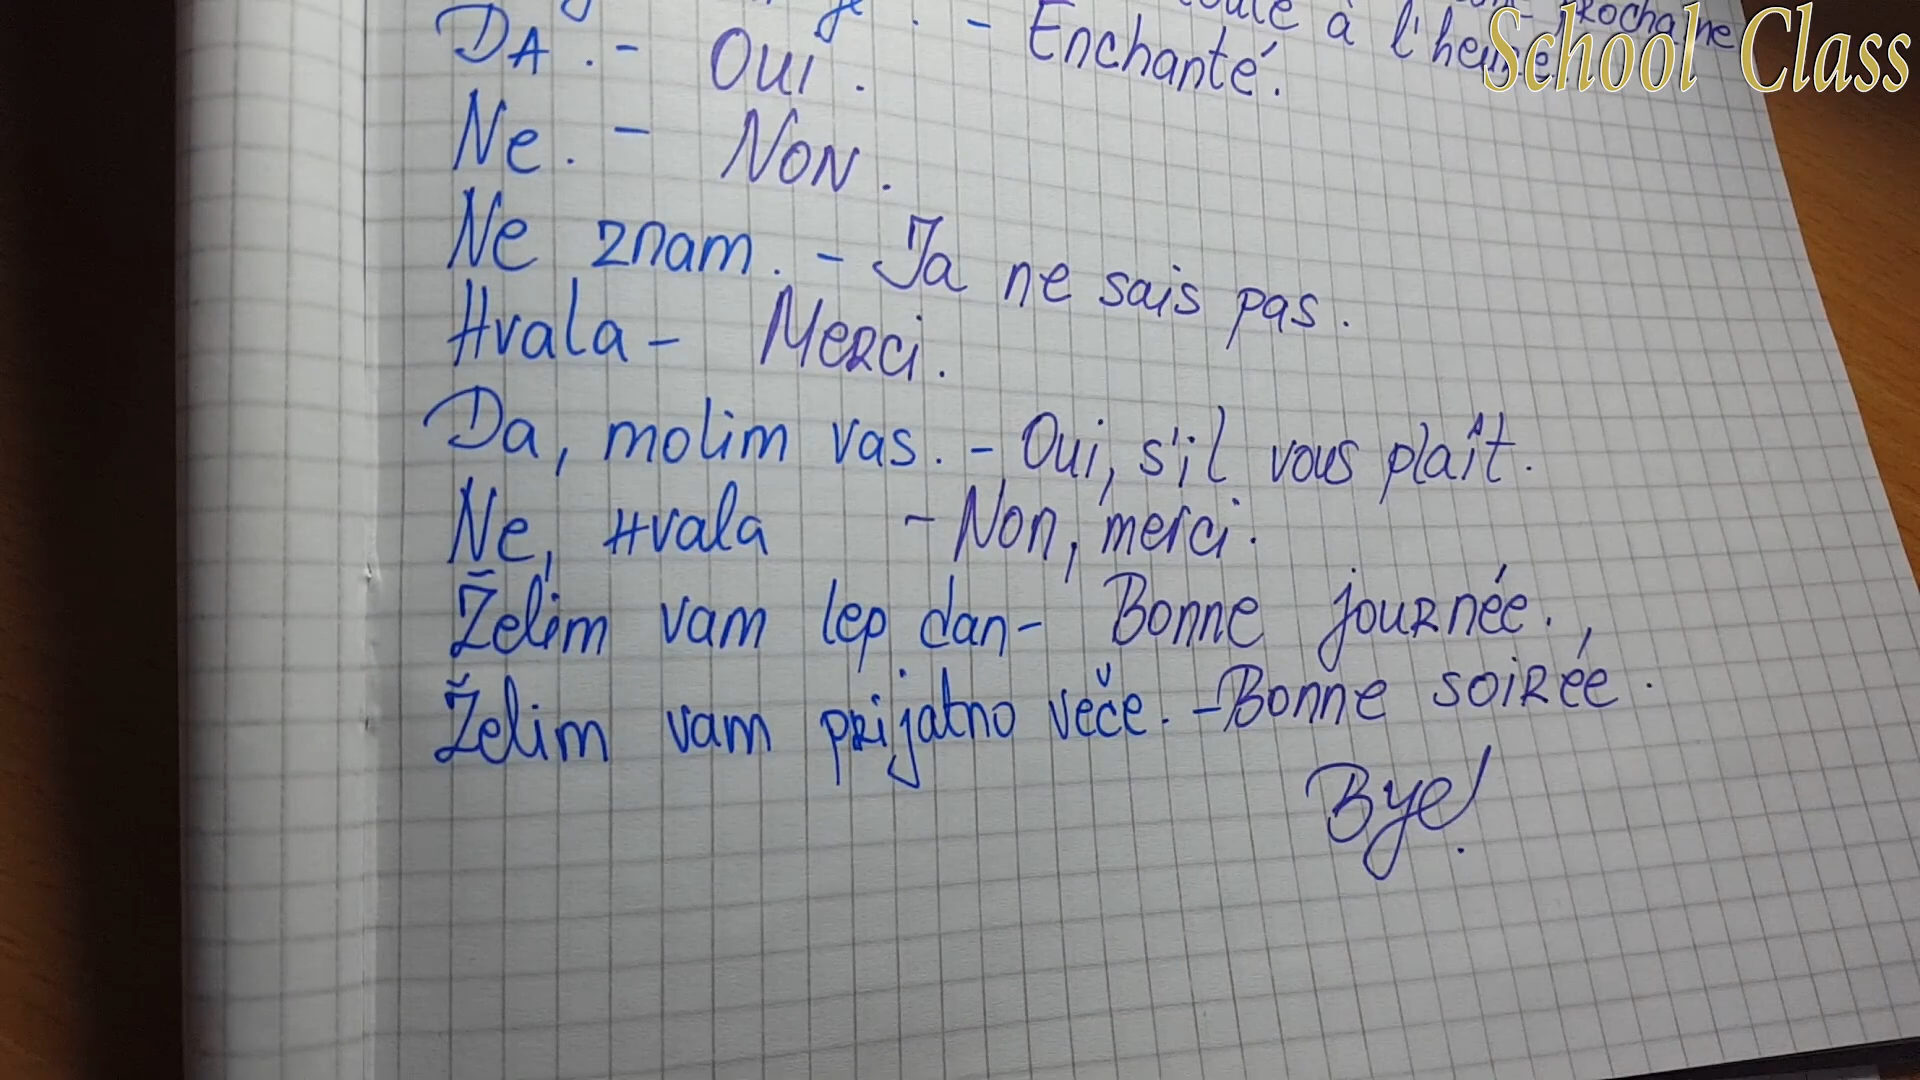 à l'heure
School Class
- Enchanté.
DA. - Oui.
Ne. - Non.
Ne znam. - Ja ne sais pas.
Hvala - Merci.
Da, molim vas. - Oui, s'il vous plaît.
Ne, Hvala - Non, merci.
Želim vam lep dan - Bonne journée.
Želim vam prijatno veče. - Bonne soirée.
Bye!